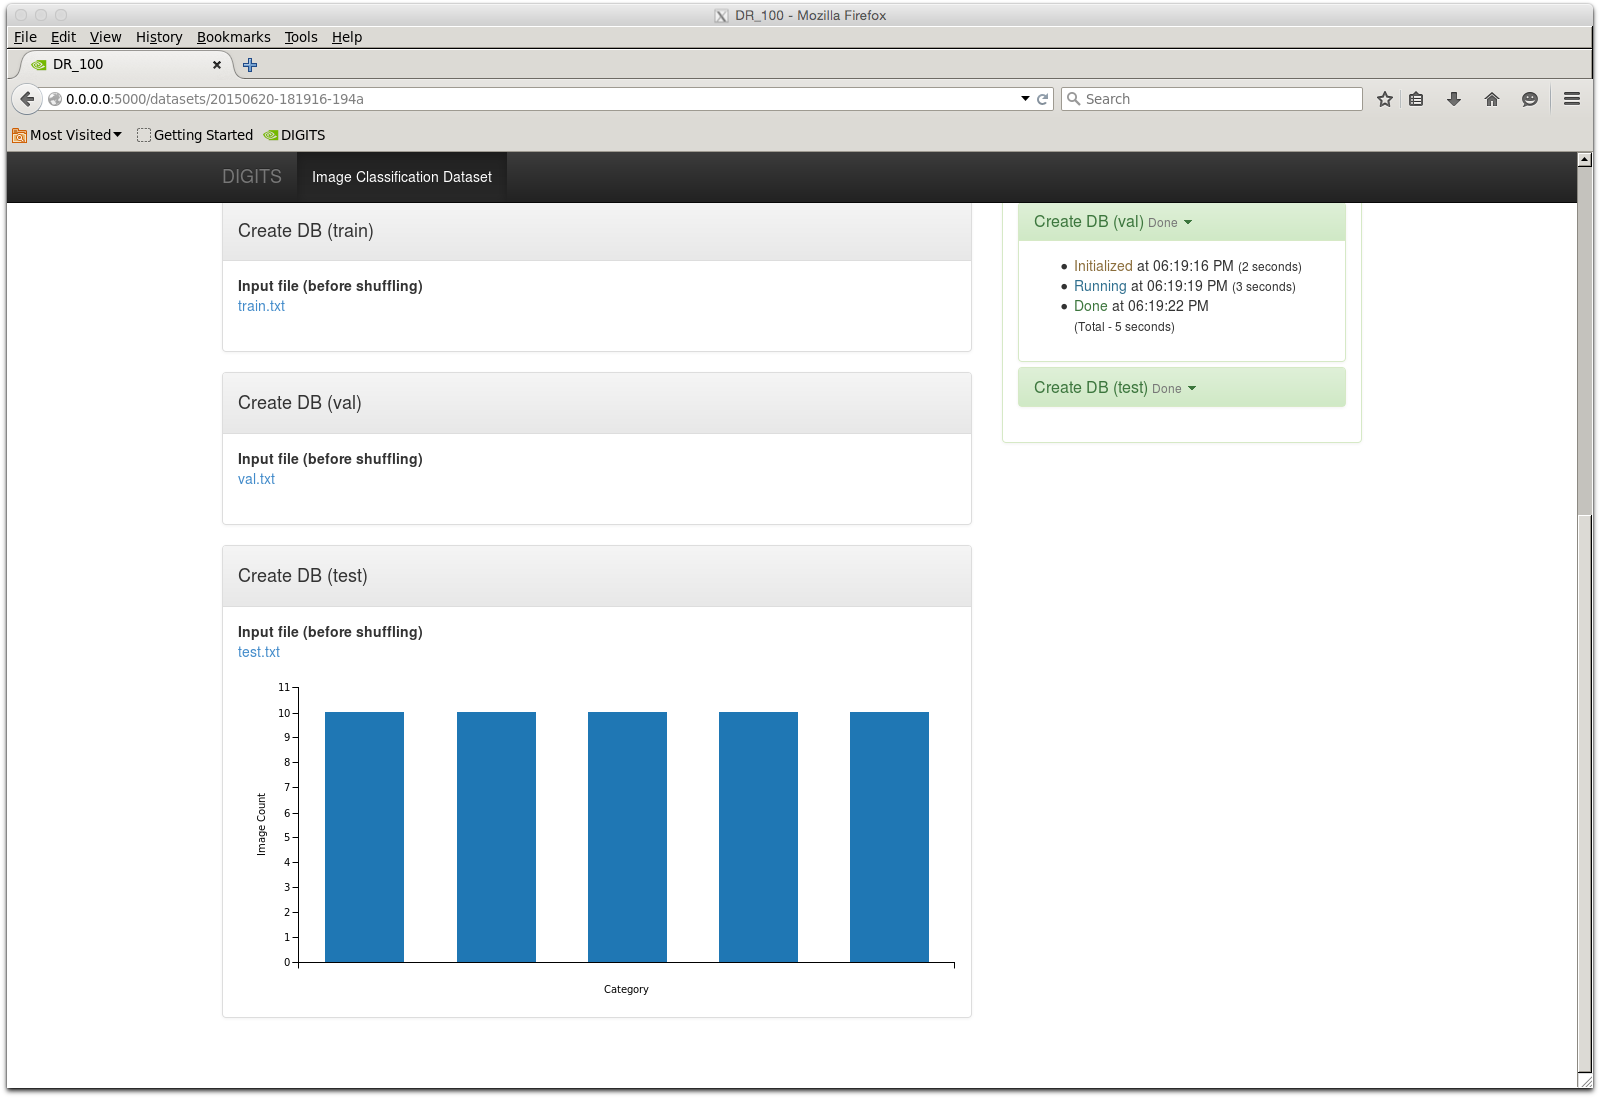 DR_100 - Mozilla Firefox
File Edit View History Bookmarks Tools Help
DR_100
0.0.0.0:5000/datasets/20150620-181916-194a
Search
Most Visited Getting Started DIGITS
DIGITS Image Classification Dataset
Create DB (train)
Input file (before shuffling)
train.txt
Create DB (val)
Input file (before shuffling)
val.txt
Create DB (test)
Input file (before shuffling)
test.txt
11
10
9
8
7
6
5
4
3
2
1
0
Image Count
Category
Create DB (val) Done
Initialized at 06:19:16 PM (2 seconds)
Running at 06:19:19 PM (3 seconds)
Done at 06:19:22 PM
(Total - 5 seconds)
Create DB (test) Done